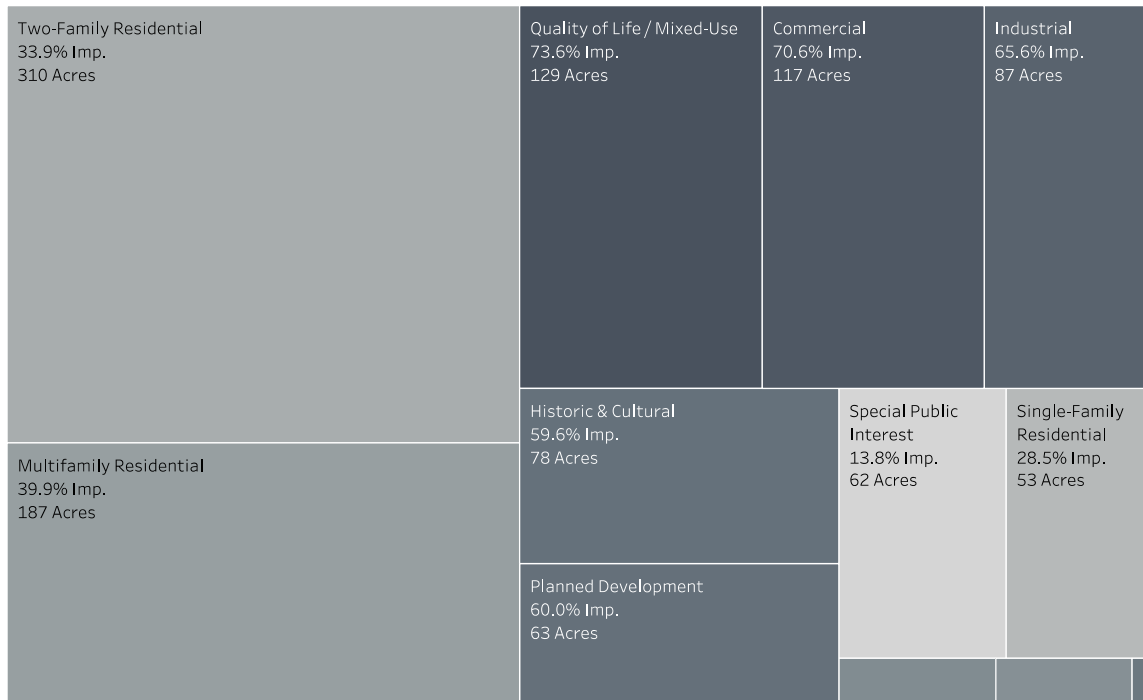 Two-Family Residential
33.9% Imp.
310 Acres
Multifamily Residential
39.9% Imp.
187 Acres
Quality of Life / Mixed-Use
73.6% Imp.
129 Acres
Commercial
70.6% Imp.
117 Acres
Industrial
65.6% Imp.
87 Acres
Historic & Cultural
59.6% Imp.
78 Acres
Planned Development
60.0% Imp.
63 Acres
Special Public
Interest
13.8% Imp.
62 Acres
Single-Family
Residential
28.5% Imp.
53 Acres